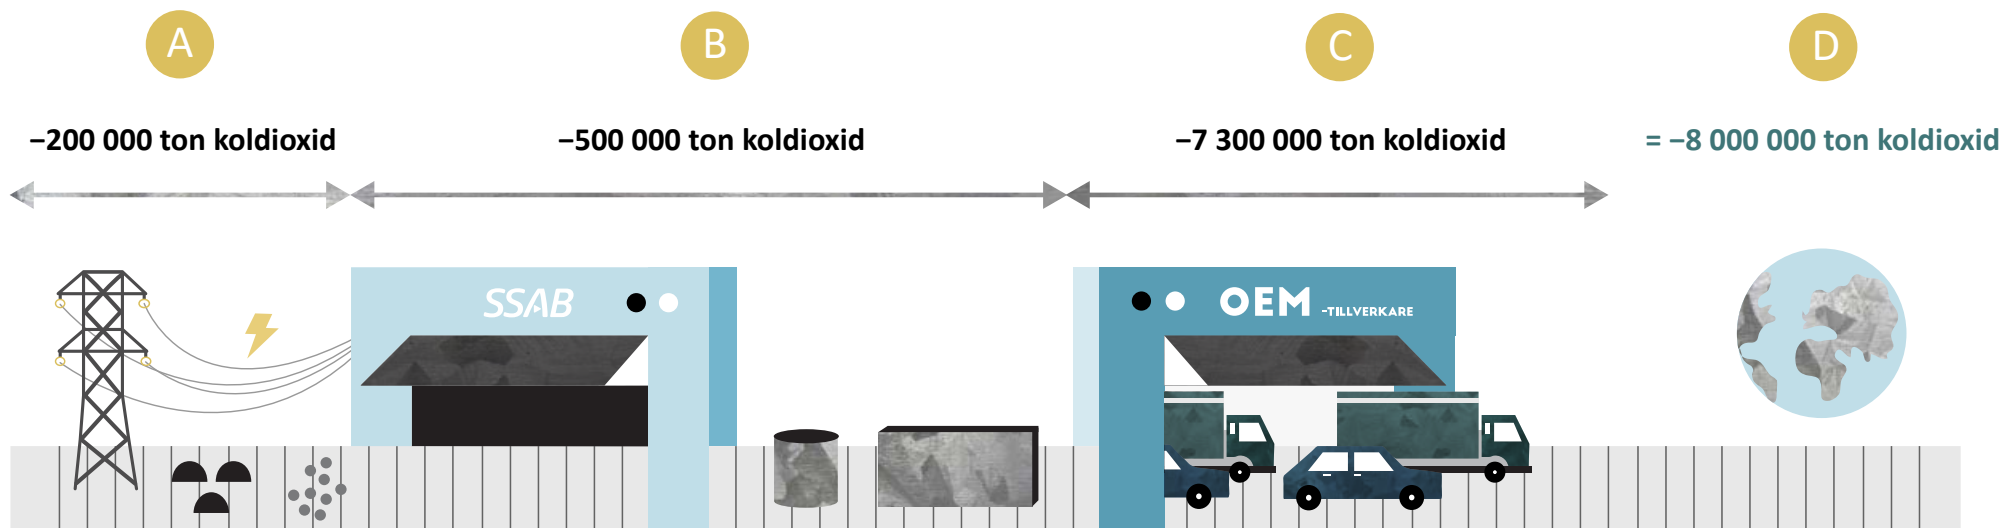 A
B
C
D
−200 000 ton koldioxid
−500 000 ton koldioxid
−7 300 000 ton koldioxid
= −8 000 000 ton koldioxid
SSAB
OEM -TILLVERKARE